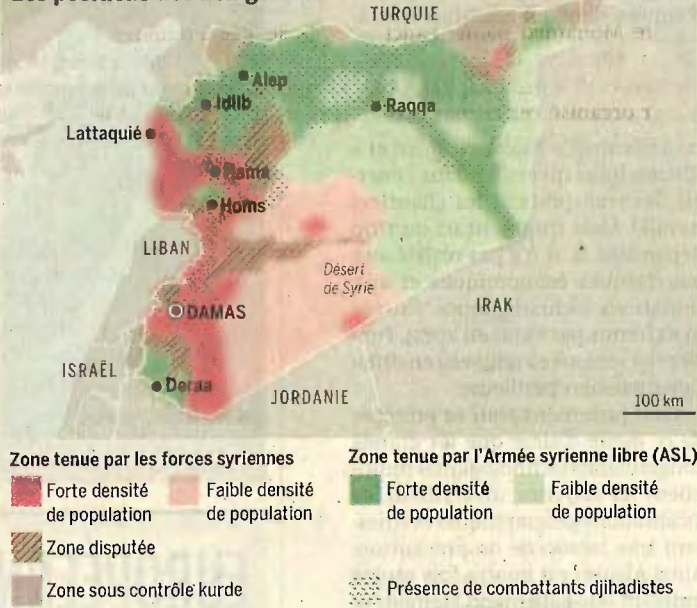 TURQUIE
Alep
Idlib
Raqqa
Lattaquié
Hama
Homs
LIBAN
Désert
de Syrie
DAMAS
IRAK
ISRAËL
Deraa
JORDANIE
100 km
Zone tenue par les forces syriennes
Forte densité
de population
Faible densité
de population
Zone disputée
Zone sous contrôle kurde
Zone tenue par l'Armée syrienne libre (ASL)
Forte densité
de population
Faible densité
de population
Présence de combattants djihadistes